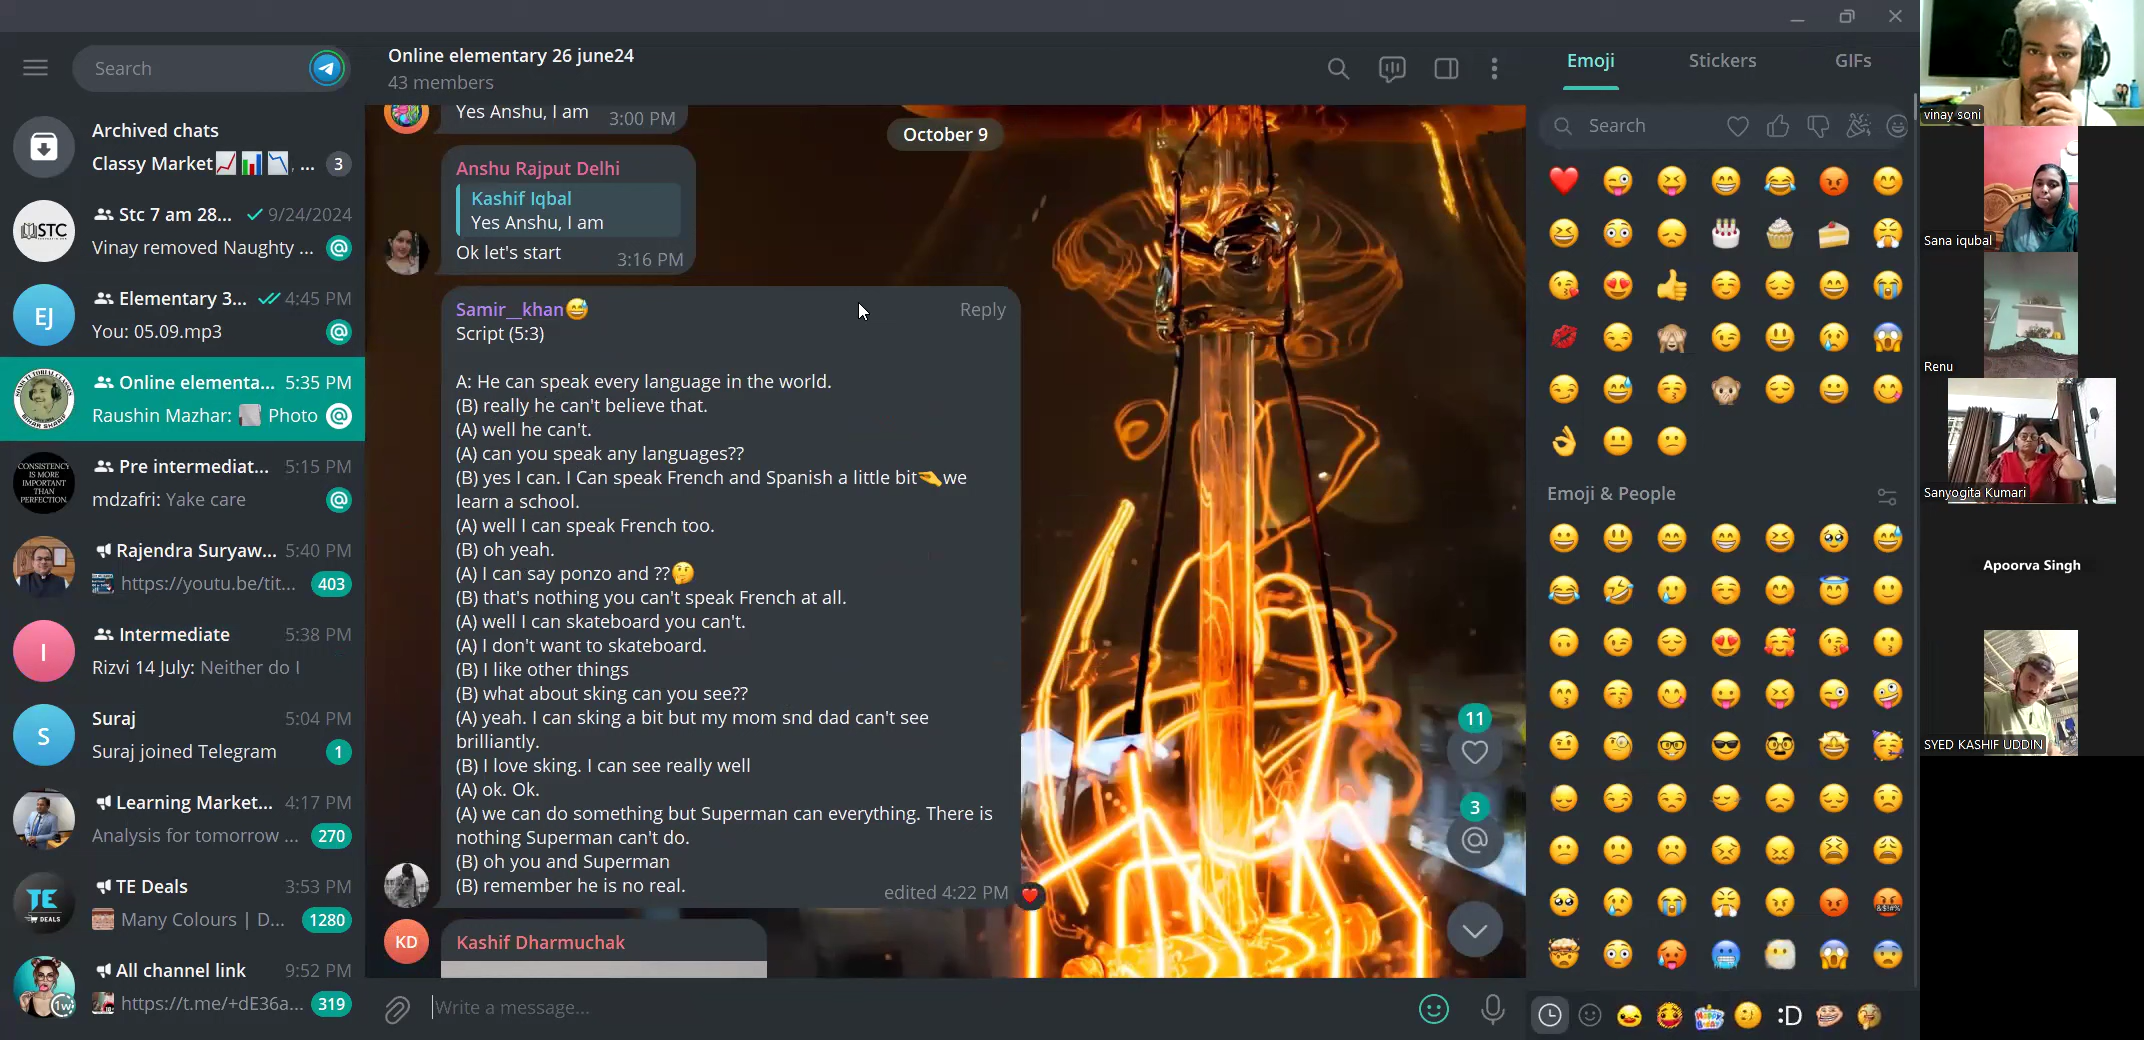 Search
Archived chats
Classy Market📈📊📉, ... 3
Stc 7 am 28... 9/24/2024
Vinay removed Naughty ... @
STC
Elementary 3... 4:45 PM
You: 05.09.mp3 @
EJ
Online elementa... 5:35 PM
Raushin Mazhar: Photo @
Pre intermediat... 5:15 PM
mdzafri: Yake care @
CONSISTENCY
IS MORE
IMPORTANT
THAN
PERFECTION.
Rajendra Suryaw... 5:40 PM
https://youtu.be/tit... 403
Intermediate 5:38 PM
Rizvi 14 July: Neither do I
I
Suraj 5:04 PM
Suraj joined Telegram 1
S
Learning Market... 4:17 PM
Analysis for tomorrow ... 270
TE Deals 3:53 PM
Many Colours | D... 1280
TE
DEALS
All channel link 9:52 PM
https://t.me/+dE36a... 319
1w
Online elementary 26 june24
43 members
Yes Anshu, I am 3:00 PM
October 9
Anshu Rajput Delhi
Kashif Iqbal
Yes Anshu, I am
Ok let's start 3:16 PM
Samir__khan😅 Reply
Script (5:3)
A: He can speak every language in the world.
(B) really he can't believe that.
(A) well he can't.
(A) can you speak any languages??
(B) yes I can. I Can speak French and Spanish a little bit🫲we
learn a school.
(A) well I can speak French too.
(B) oh yeah.
(A) I can say ponzo and ??🤔
(B) that's nothing you can't speak French at all.
(A) well I can skateboard you can't.
(A) I don't want to skateboard.
(B) I like other things
(B) what about sking can you see??
(A) yeah. I can sking a bit but my mom snd dad can't see
brilliantly.
(B) I love sking. I can see really well
(A) ok. Ok.
(A) we can do something but Superman can everything. There is
nothing Superman can't do.
(B) oh you and Superman
(B) remember he is no real.
edited 4:22 PM
KD
Kashif Dharmuchak
11
3
@
Write a message...
Emoji Stickers GIFs
Search
Emoji & People
:D
vinay soni
Sana iqubal
Renu
Sanyogita Kumari
Apoorva Singh
SYED KASHIF UDDIN